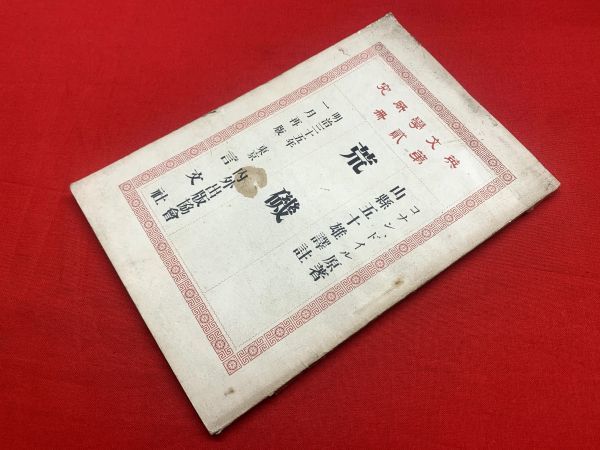 英文學研究
第貳冊
コナン、ドイル原著
山縣五十雄譯註
荒磯
明治三十五年
一月再版
東京
內外出版協會
言文社